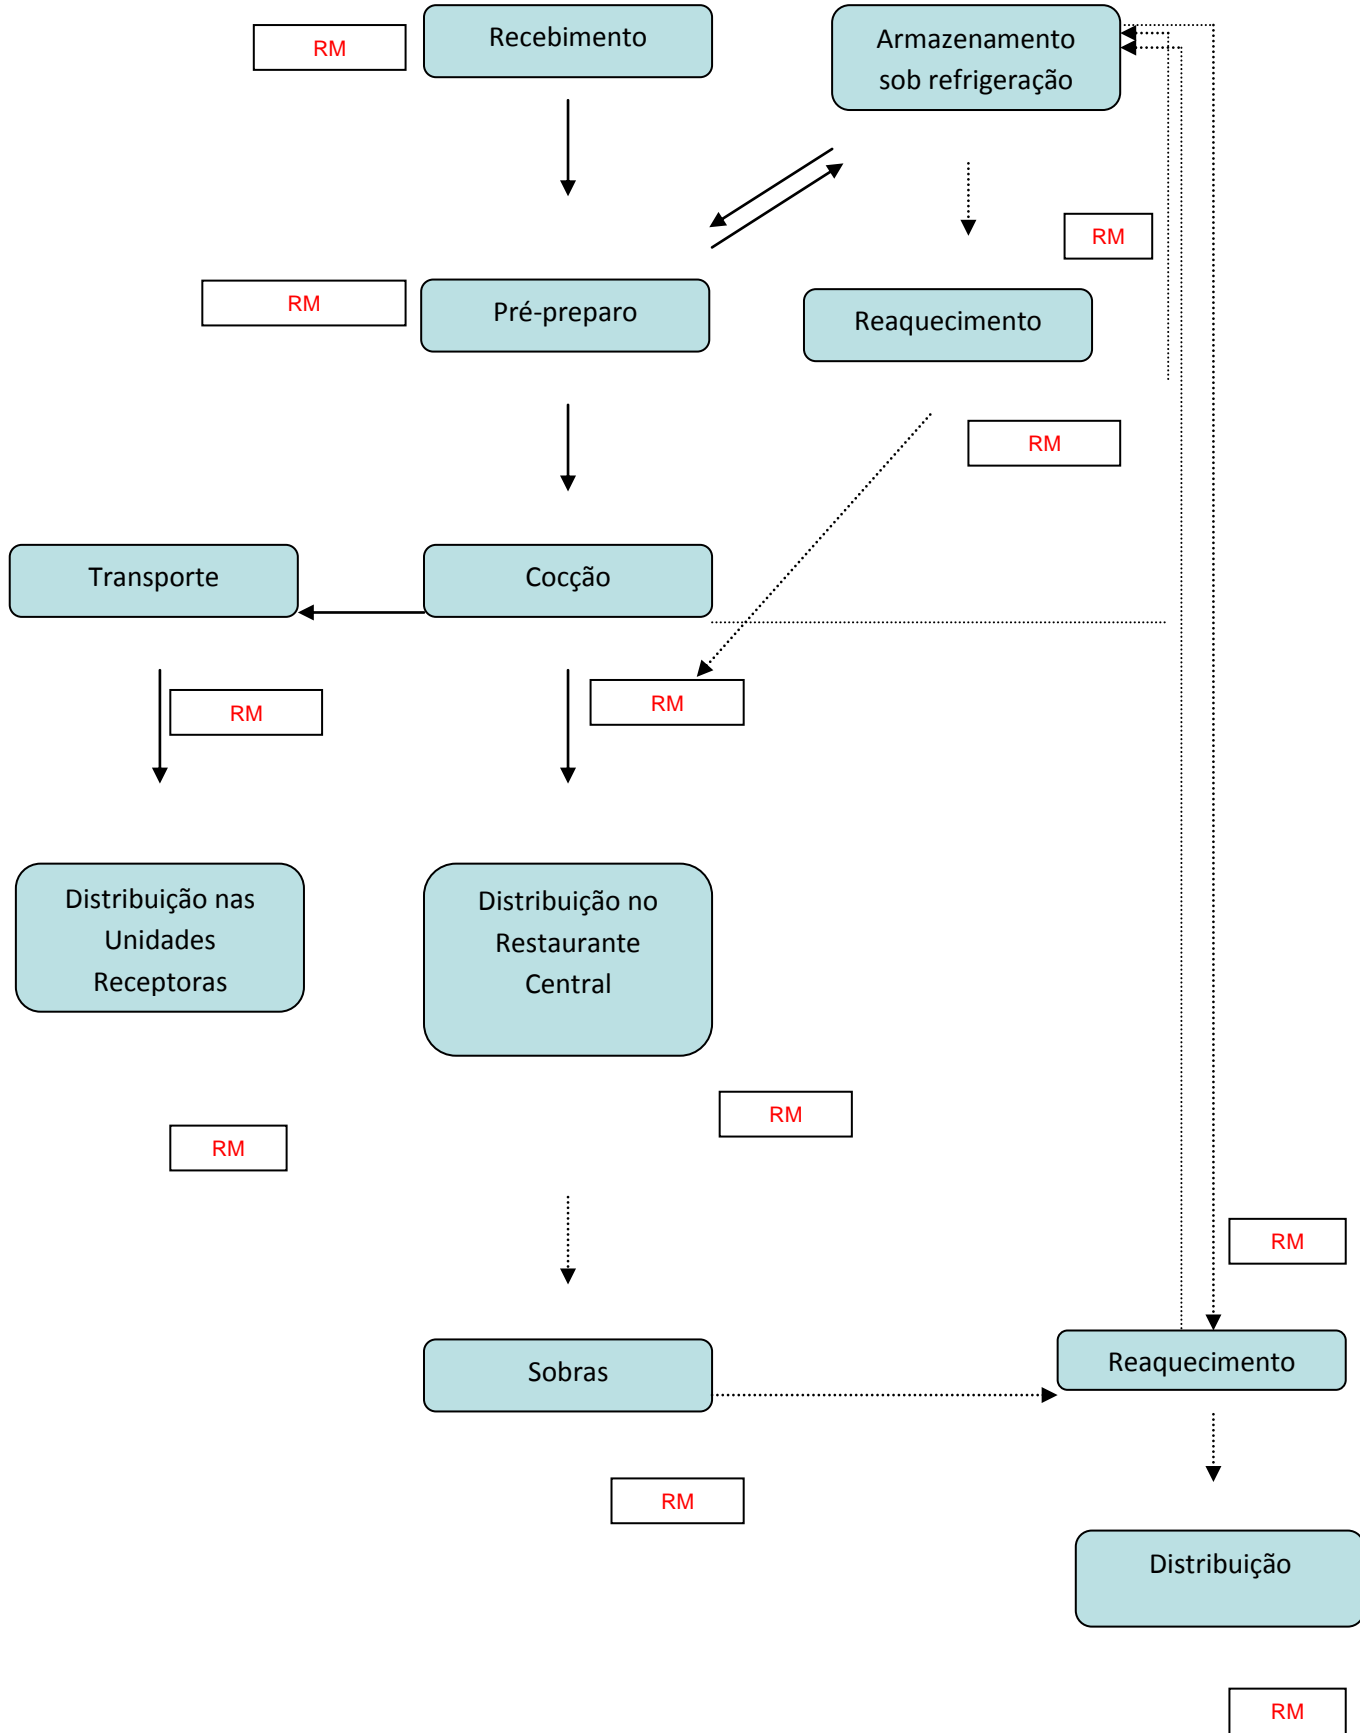 RM
Recebimento
Armazenamento
sob refrigeração
RM
RM
Pré-preparo
Reaquecimento
RM
Transporte
Cocção
RM
RM
Distribuição nas
Unidades
Receptoras
Distribuição no
Restaurante
Central
RM
RM
RM
Sobras
Reaquecimento
RM
Distribuição
RM